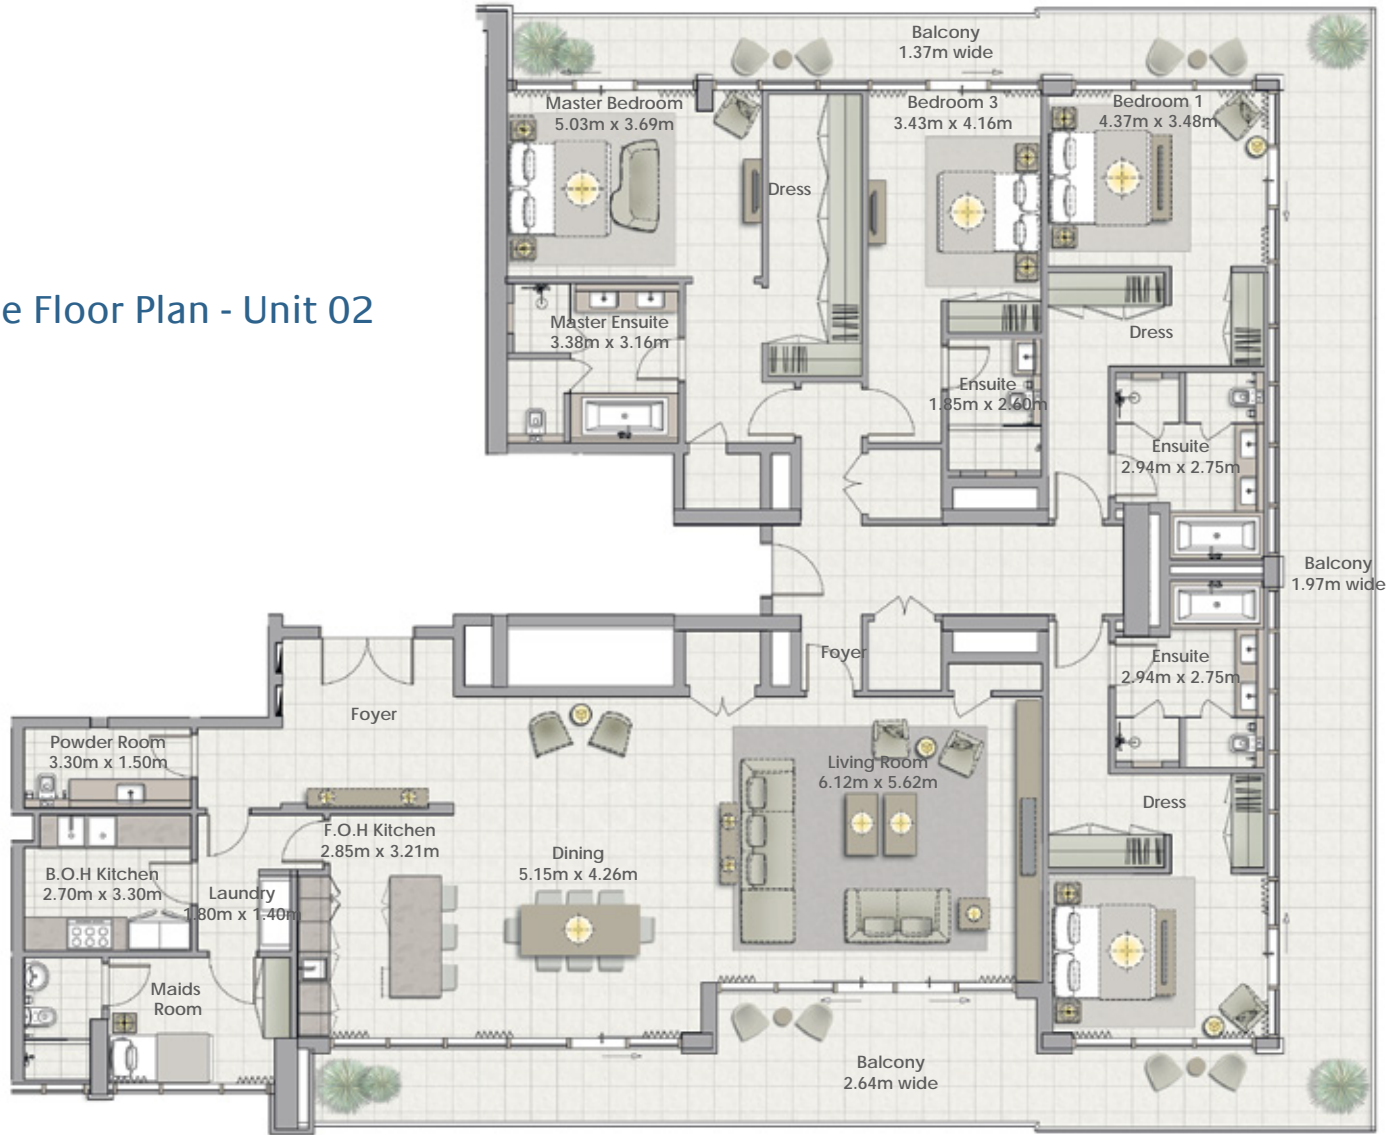 Balcony
1.37m wide
Master Bedroom
5.03m x 3.69m
Bedroom 3
3.43m x 4.16m
Bedroom 1
4.37m x 3.48m
Dress
e Floor Plan - Unit 02
Master Ensuite
3.38m x 3.16m
Dress
Ensuite
1.85m x 2.60m
Ensuite
2.94m x 2.75m
Balcony
1.97m wide
Foyer
Ensuite
2.94m x 2.75m
Foyer
Powder Room
3.30m x 1.50m
Living Room
6.12m x 5.62m
Dress
F.O.H Kitchen
2.85m x 3.21m
Dining
5.15m x 4.26m
B.O.H Kitchen
2.70m x 3.30m
Laundry
1.80m x 1.40m
Maids
Room
Balcony
2.64m wide